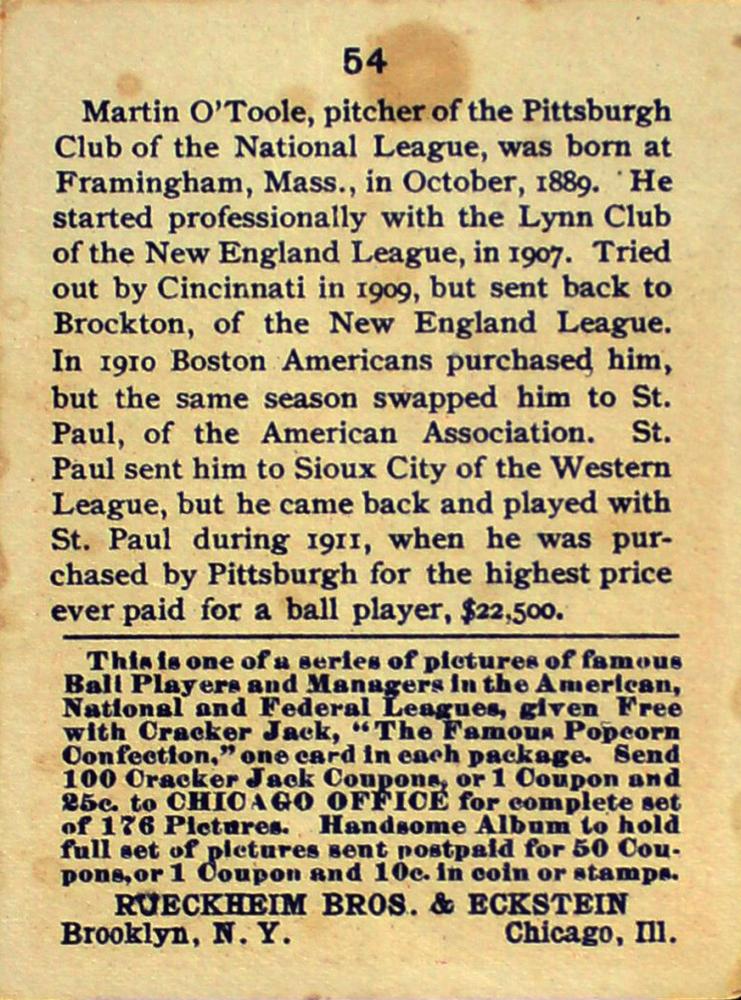 54
Martin O'Toole, pitcher of the Pittsburgh
Club of the National League, was born at
Framingham, Mass., in October, 1889. He
started professionally with the Lynn Club
of the New England League, in 1907. Tried
out by Cincinnati in 1909, but sent back to
Brockton, of the New England League.
In 1910 Boston Americans purchased him,
but the same season swapped him to St.
Paul, of the American Association. St.
Paul sent him to Sioux City of the Western
League, but he came back and played with
St. Paul during 1911, when he was pur-
chased by Pittsburgh for the highest price
ever paid for a ball player, $22,500.
This is one of a series of pictures of famous
Ball Players and Managers in the American,
National and Federal Leagues, given Free
with Cracker Jack, "The Famous Popcorn
Confection," one card in each package. Send
100 Cracker Jack Coupons, or 1 Coupon and
25c. to CHICAGO OFFICE for complete set
of 176 Pictures. Handsome Album to hold
full set of pictures sent postpaid for 50 Cou-
pons, or 1 Coupon and 10c. in coin or stamps.
RUECKHEIM BROS. & ECKSTEIN
Brooklyn, N. Y. Chicago, Ill.